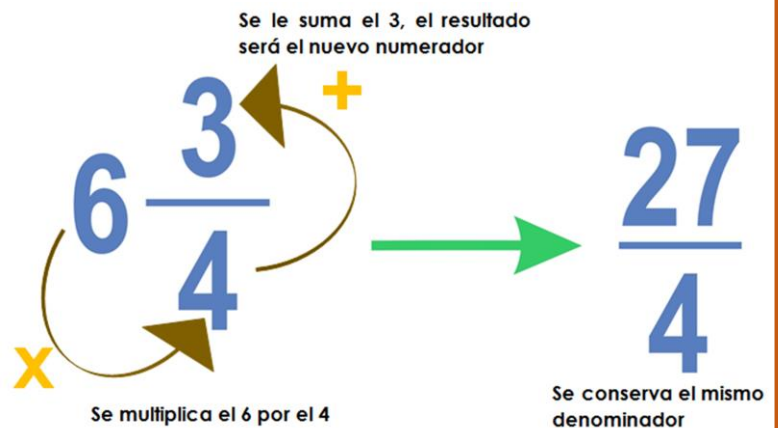 Se le suma el 3, el resultado
será el nuevo numerador
+
6 3/4
27/4
x
Se multiplica el 6 por el 4
Se conserva el mismo
denominador